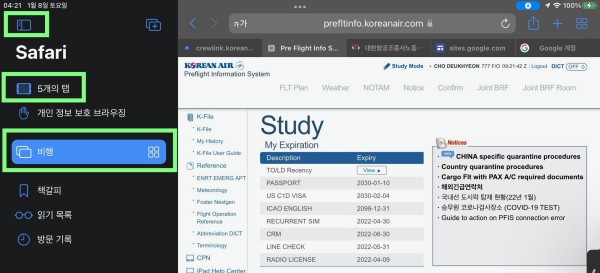 04:21 1월 8일 토요일
Safari
5개의 탭
개인 정보 보호 브라우징
비행
책갈피
읽기 목록
방문 기록
가가 prefltinfo.koreanair.com
100%
crewlink.korean...
Pre Flight Info S...
대한항공조종사노동...
sites.google.com
Google 계정
KOREAN AIR
Preflight Information System
Study Mode · CHO DEUKHYEON 777 F/O 09:21:42 Z | Logout DICT OFF
FLT Plan Weather NOTAM Notice Confirm Joint BRF Joint BRF Room
K-File
K-File
My History
K-File User Guide
Reference
ENRT EMERG APT
Meteorology
Foster Nextgen
Flight Operation Reference
Abbreviation DICT
Terminology
CPN
iPad Help Center
Study
My Expiration
Description Expiry
TO/LD Recency View
PASSPORT 2030-01-10
US C1D VISA 2030-02-04
ICAO ENGLISH 2099-12-31
RECURRENT SIM 2022-04-30
CRM 2022-06-30
LINE CHECK 2022-05-31
RADIO LICENSE 2022-04-09
Notices
CHINA specific quarantine procedures
Country quarantine procedures
Cargo Flt with PAX A/C required documents
해외긴급연락처
국내선 도시락 탑재 현황(22년 1월)
승무원 코로나검사장소 (COVID-19 TEST)
Guide to action on PFIS connection error